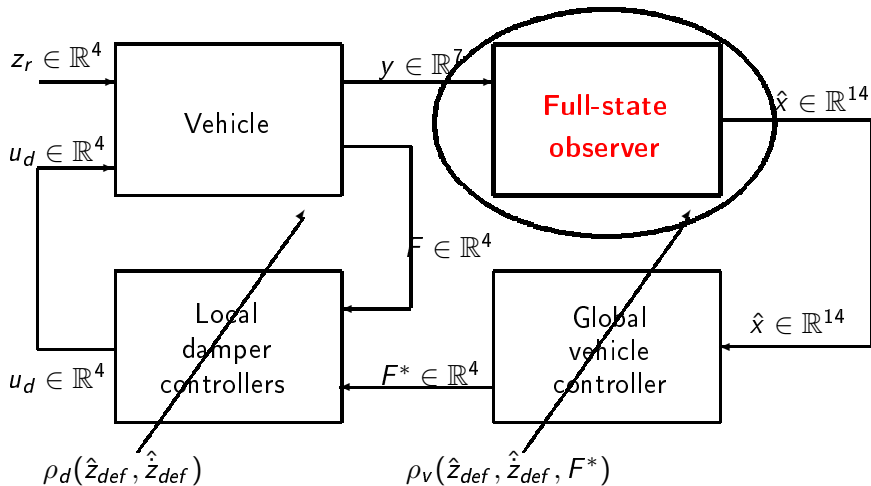 z_r ∈ ℝ^4
y ∈ ℝ^7
Full-state
observer
x̂ ∈ ℝ^14
Vehicle
u_d ∈ ℝ^4
F ∈ ℝ^4
Local
damper
controllers
Global
vehicle
controller
x̂ ∈ ℝ^14
u_d ∈ ℝ^4
F* ∈ ℝ^4
ρ_d(ẑ_def, ẑ̇_def)
ρ_v(ẑ_def, ẑ̇_def, F*)